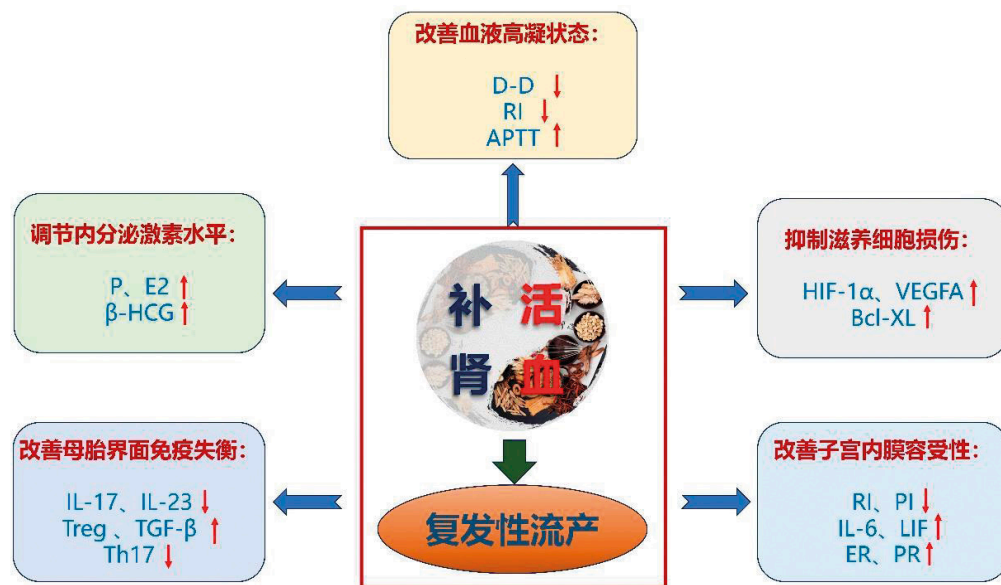 改善血液高凝状态：
D-D ↓
RI ↓
APTT ↑
调节内分泌激素水平：
P、E2 ↑
β-HCG ↑
抑制滋养细胞损伤：
HIF-1α、VEGFA ↑
Bcl-XL ↑
补 活
肾 血
改善母胎界面免疫失衡：
IL-17、IL-23 ↓
Treg 、TGF-β ↑
Th17 ↓
复发性流产
改善子宫内膜容受性：
RI、PI ↓
IL-6、LIF ↑
ER、PR ↑